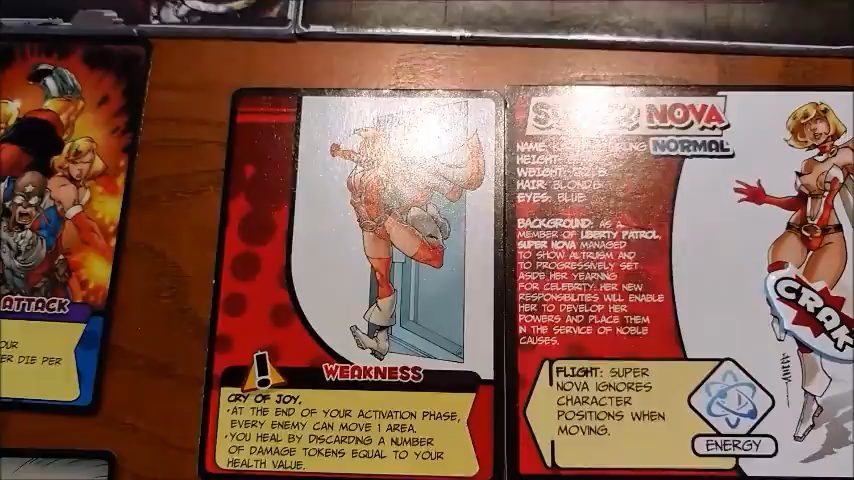 ATTACK
ER DIE PER
WEAKNESS
CRY OF JOY.
•AT THE END OF YOUR ACTIVATION PHASE,
EVERY ENEMY CAN MOVE 1 AREA.
•YOU HEAL BY DISCARDING A NUMBER
OF DAMAGE TOKENS EQUAL TO YOUR
HEALTH VALUE.
NOVA
NORMAL
NAME:
HEIGHT:
WEIGHT:
HAIR: BLONDE
EYES: BLUE
BACKGROUND: AS A
MEMBER OF LIBERTY PATROL,
SUPER NOVA MANAGED
TO SHOW ALTRUISM AND
TO PROGRESSIVELY SET
ASIDE HER YEARNING
FOR CELEBRITY: HER NEW
RESPONSIBILITIES WILL ENABLE
HER TO DEVELOP HER
POWERS AND PLACE THEM
IN THE SERVICE OF NOBLE
CAUSES.
FLIGHT: SUPER
NOVA IGNORES
CHARACTER
POSITIONS WHEN
MOVING.
ENERGY
CRAK